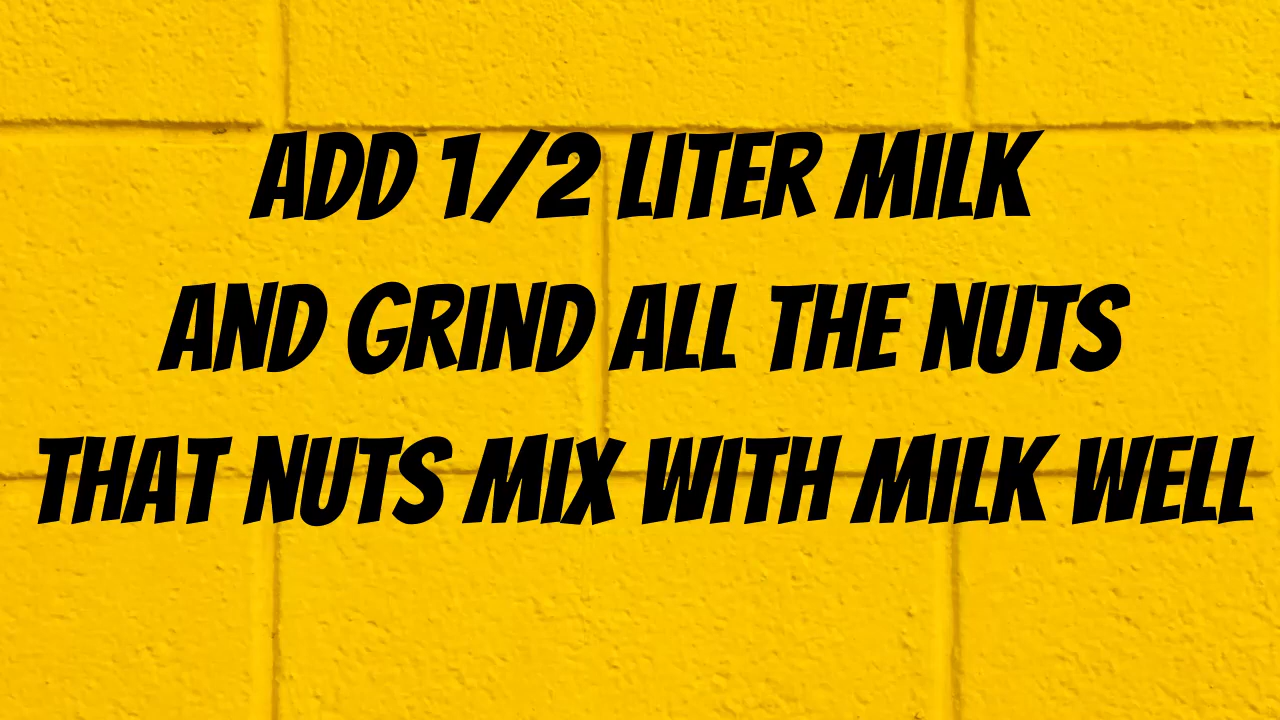 ADD 1/2 LITER MILK
AND GRIND ALL THE NUTS
THAT NUTS MIX WITH MILK WELL